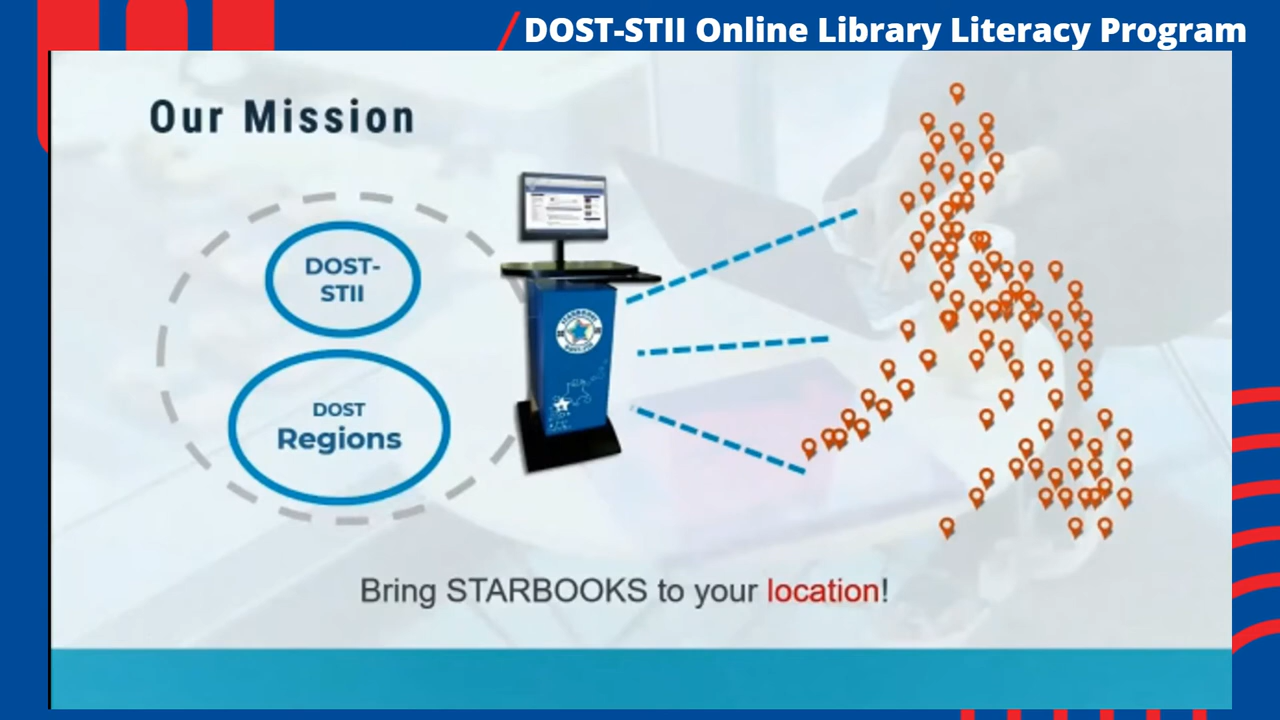 DOST-STII Online Library Literacy Program
Our Mission
DOST-
STII
DOST
Regions
Bring STARBOOKS to your location!